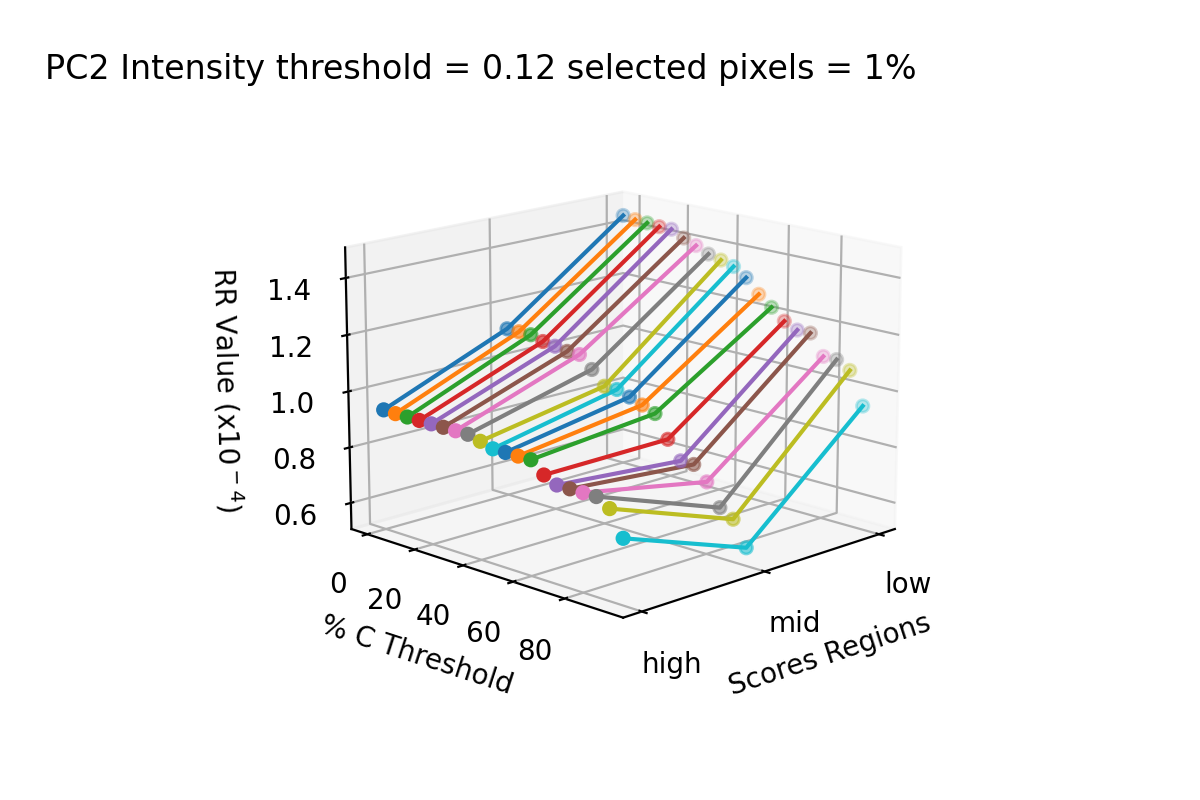 PC2 Intensity threshold = 0.12 selected pixels = 1%
RR Value (x10⁻⁴)
1.4
1.2
1.0
0.8
0.6
0
20
40
60
80
% C Threshold
high
mid
low
Scores Regions